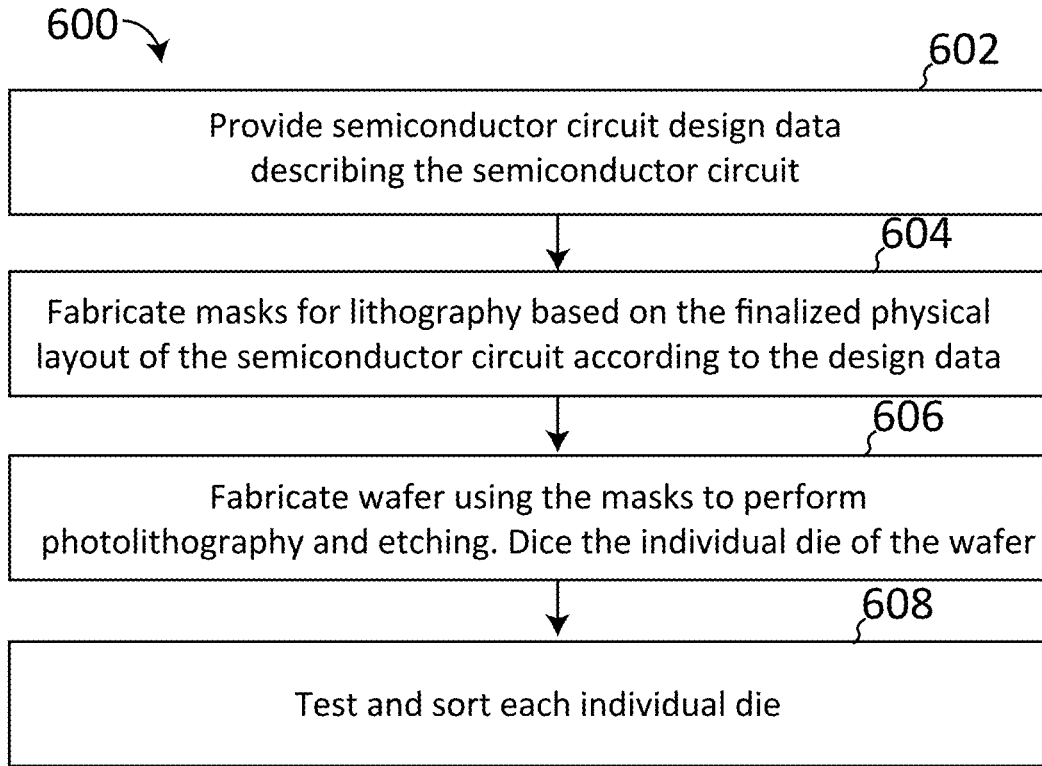 600
602
Provide semiconductor circuit design data
describing the semiconductor circuit
604
Fabricate masks for lithography based on the finalized physical
layout of the semiconductor circuit according to the design data
606
Fabricate wafer using the masks to perform
photolithography and etching. Dice the individual die of the wafer
608
Test and sort each individual die